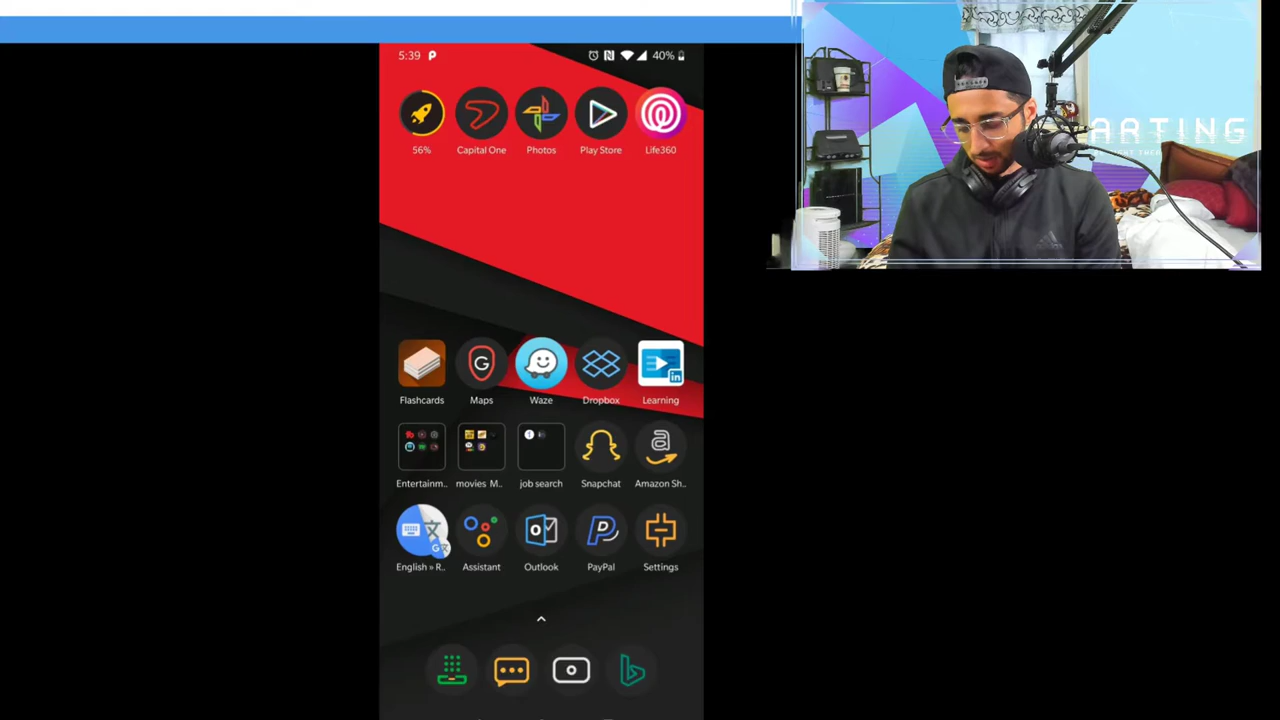 5:39
40%
56%
Capital One
Photos
Play Store
Life360
G
in
Flashcards
Maps
Waze
Dropbox
Learning
a
Entertainm..
movies M..
job search
Snapchat
Amazon Sh..
English » R..
Assistant
Outlook
PayPal
Settings
ARTING